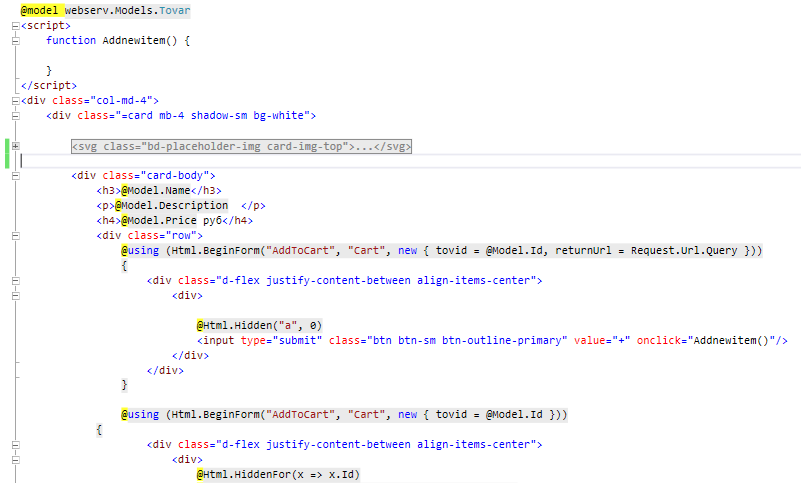 @model webserv.Models.Tovar
<script>
    function Addnewitem() {

    }
</script>
<div class="col-md-4">
    <div class="=card mb-4 shadow-sm bg-white">

        <svg class="bd-placeholder-img card-img-top">...</svg>

        <div class="card-body">
            <h3>@Model.Name</h3>
            <p>@Model.Description  </p>
            <h4>@Model.Price руб</h4>
            <div class="row">
                @using (Html.BeginForm("AddToCart", "Cart", new { tovid = @Model.Id, returnUrl = Request.Url.Query }))
                {
                    <div class="d-flex justify-content-between align-items-center">
                        <div>

                            @Html.Hidden("a", 0)
                            <input type="submit" class="btn btn-sm btn-outline-primary" value="+" onclick="Addnewitem()"/>
                        </div>
                    </div>
                }

                @using (Html.BeginForm("AddToCart", "Cart", new { tovid = @Model.Id }))
            {
                    <div class="d-flex justify-content-between align-items-center">
                        <div>
                            @Html.HiddenFor(x => x.Id)